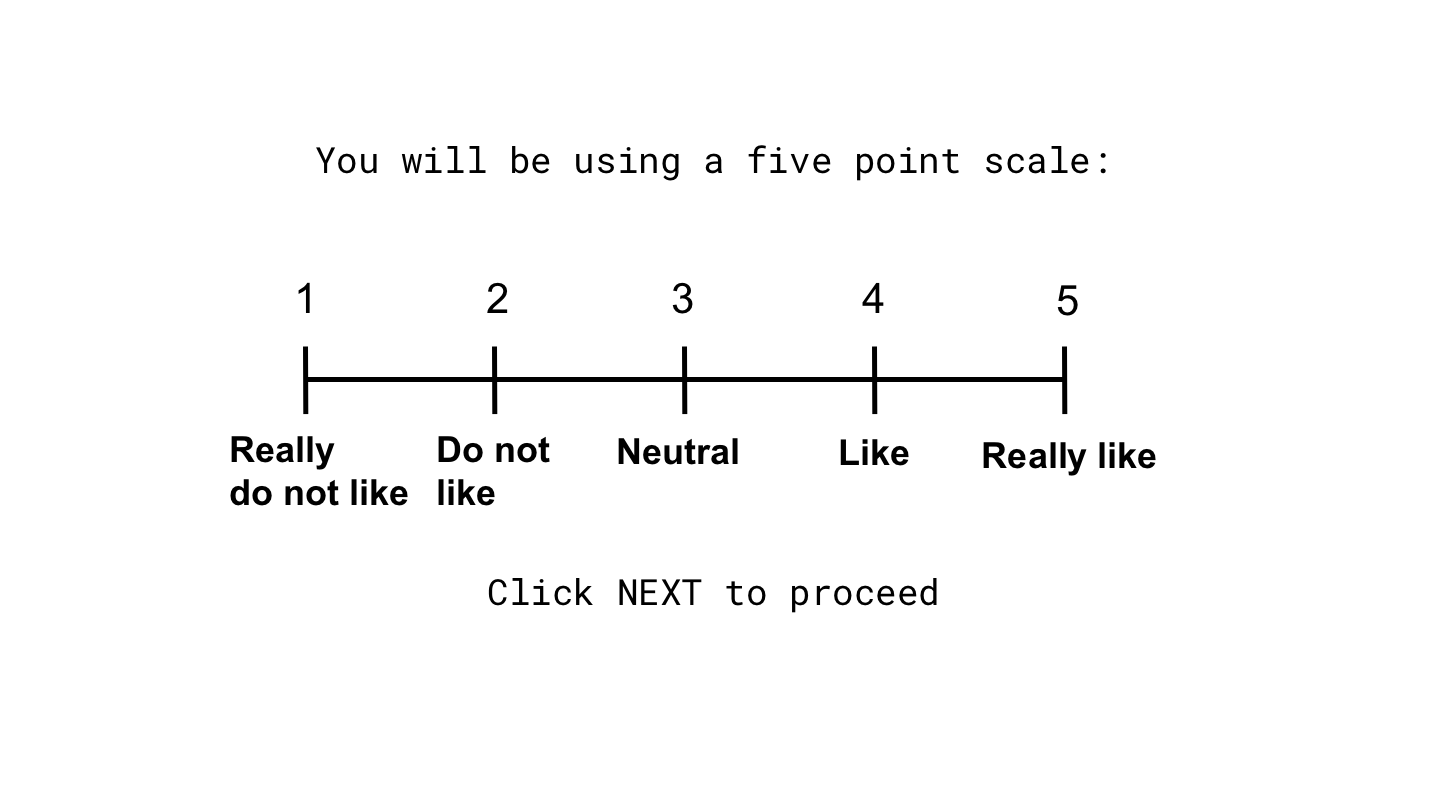 You will be using a five point scale:
1 2 3 4 5
Really do not like
Do not like
Neutral
Like
Really like
Click NEXT to proceed